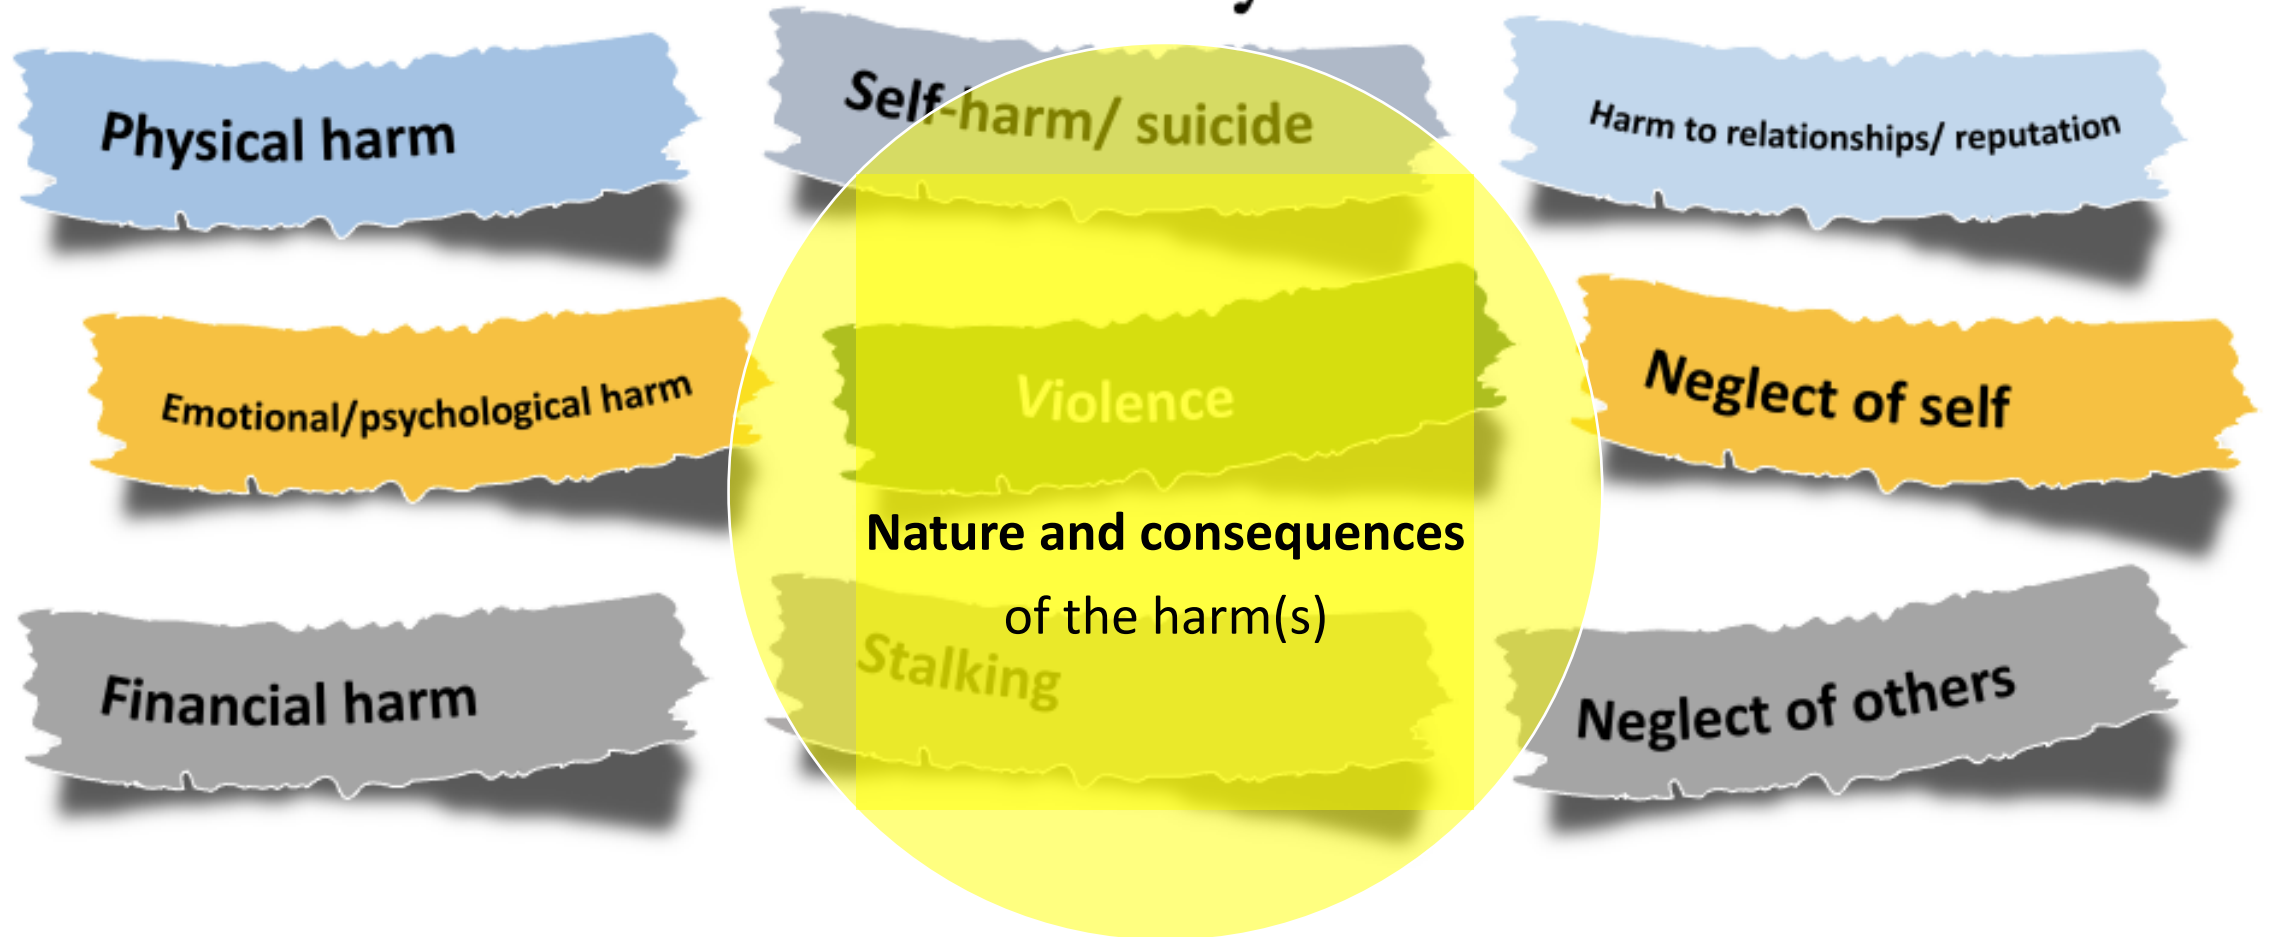 Physical harm
Self-harm/ suicide
Harm to relationships/ reputation
Emotional/psychological harm
Violence
Neglect of self
Nature and consequences
of the harm(s)
Financial harm
Stalking
Neglect of others